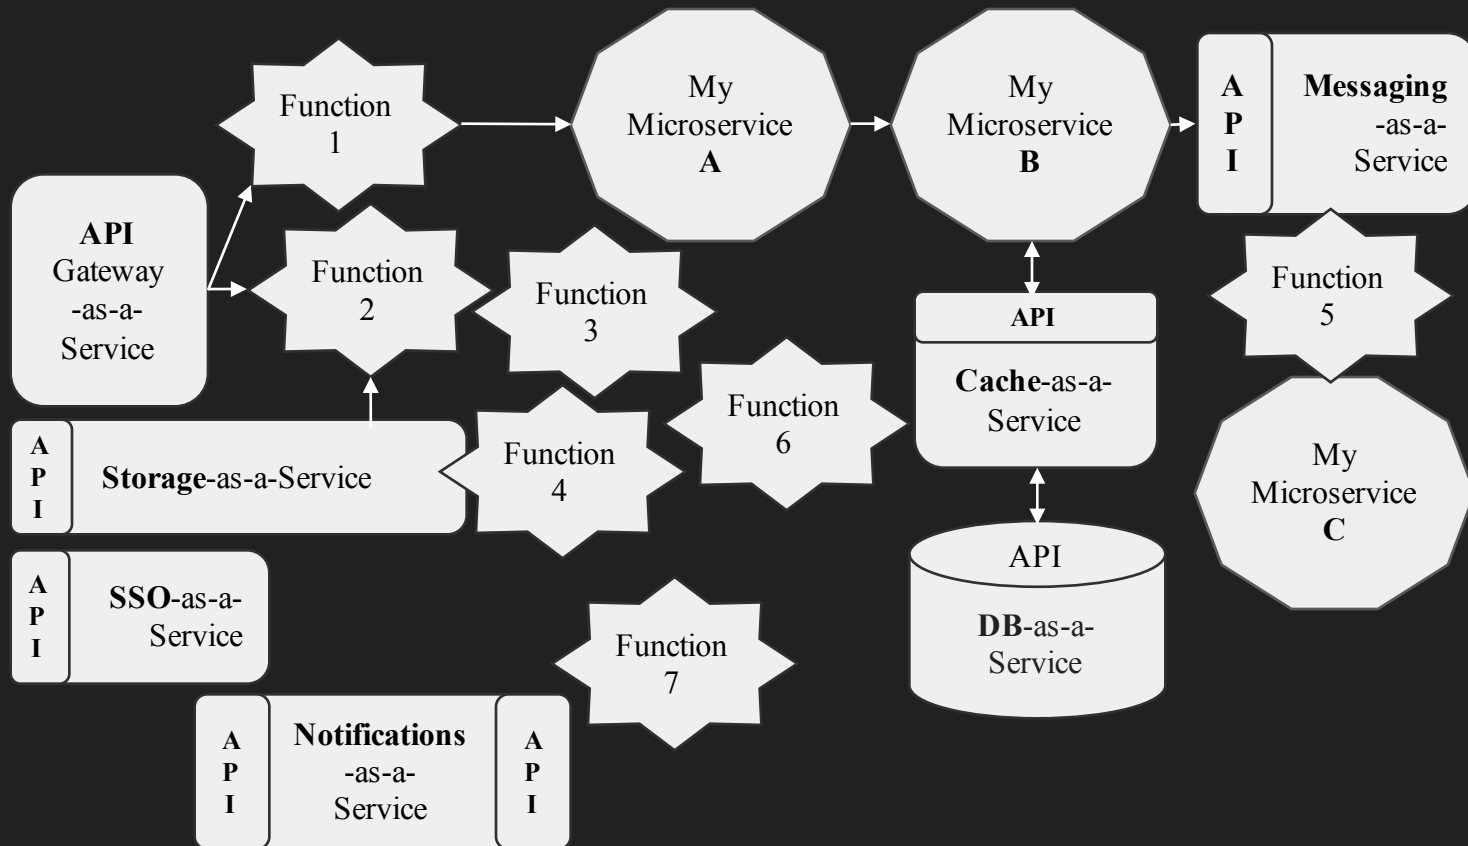 Function
1
My
Microservice
A
My
Microservice
B
A
P
I
Messaging
-as-a-
Service
API
Gateway
-as-a-
Service
Function
2
Function
3
API
Cache-as-a-
Service
Function
5
Function
6
A
P
I
Storage-as-a-Service
Function
4
My
Microservice
C
A
P
I
SSO-as-a-
Service
API
DB-as-a-
Service
Function
7
A
P
I
Notifications
-as-a-
Service
A
P
I